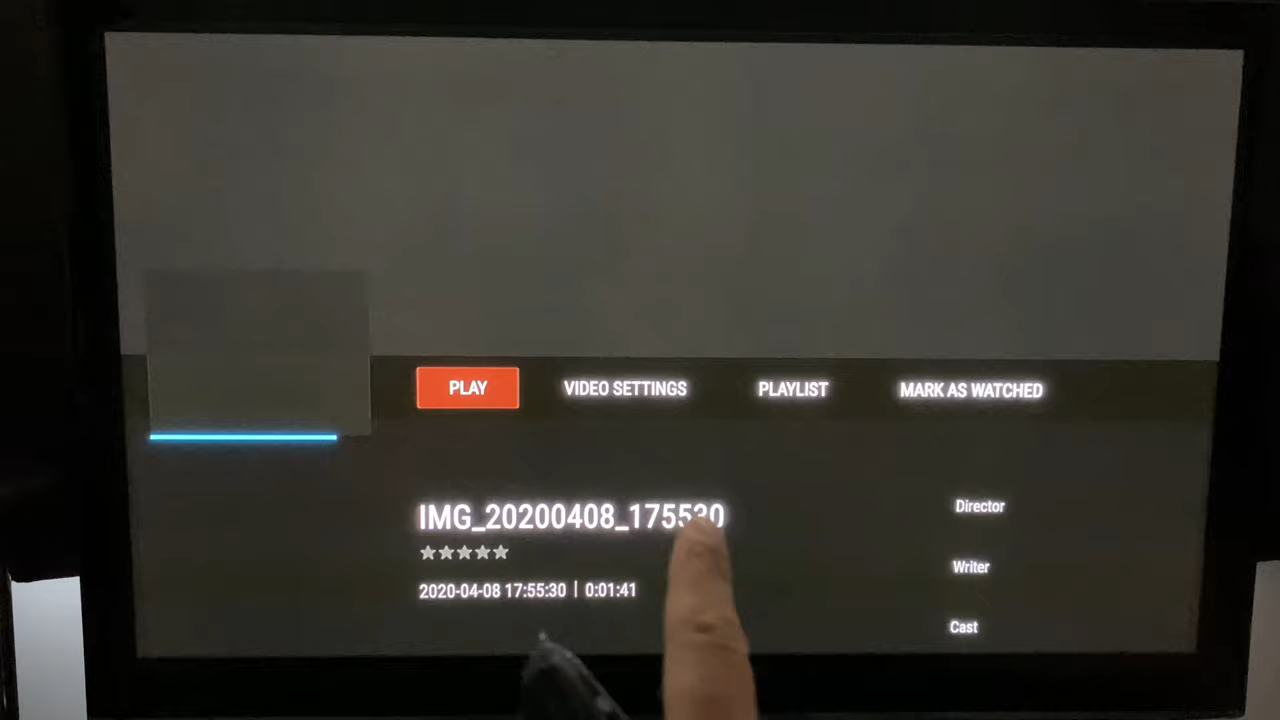 PLAY VIDEO SETTINGS PLAYLIST MARK AS WATCHED
IMG_20200408_175530
Director
2020-04-08 17:55:30 | 0:01:41
Writer
Cast